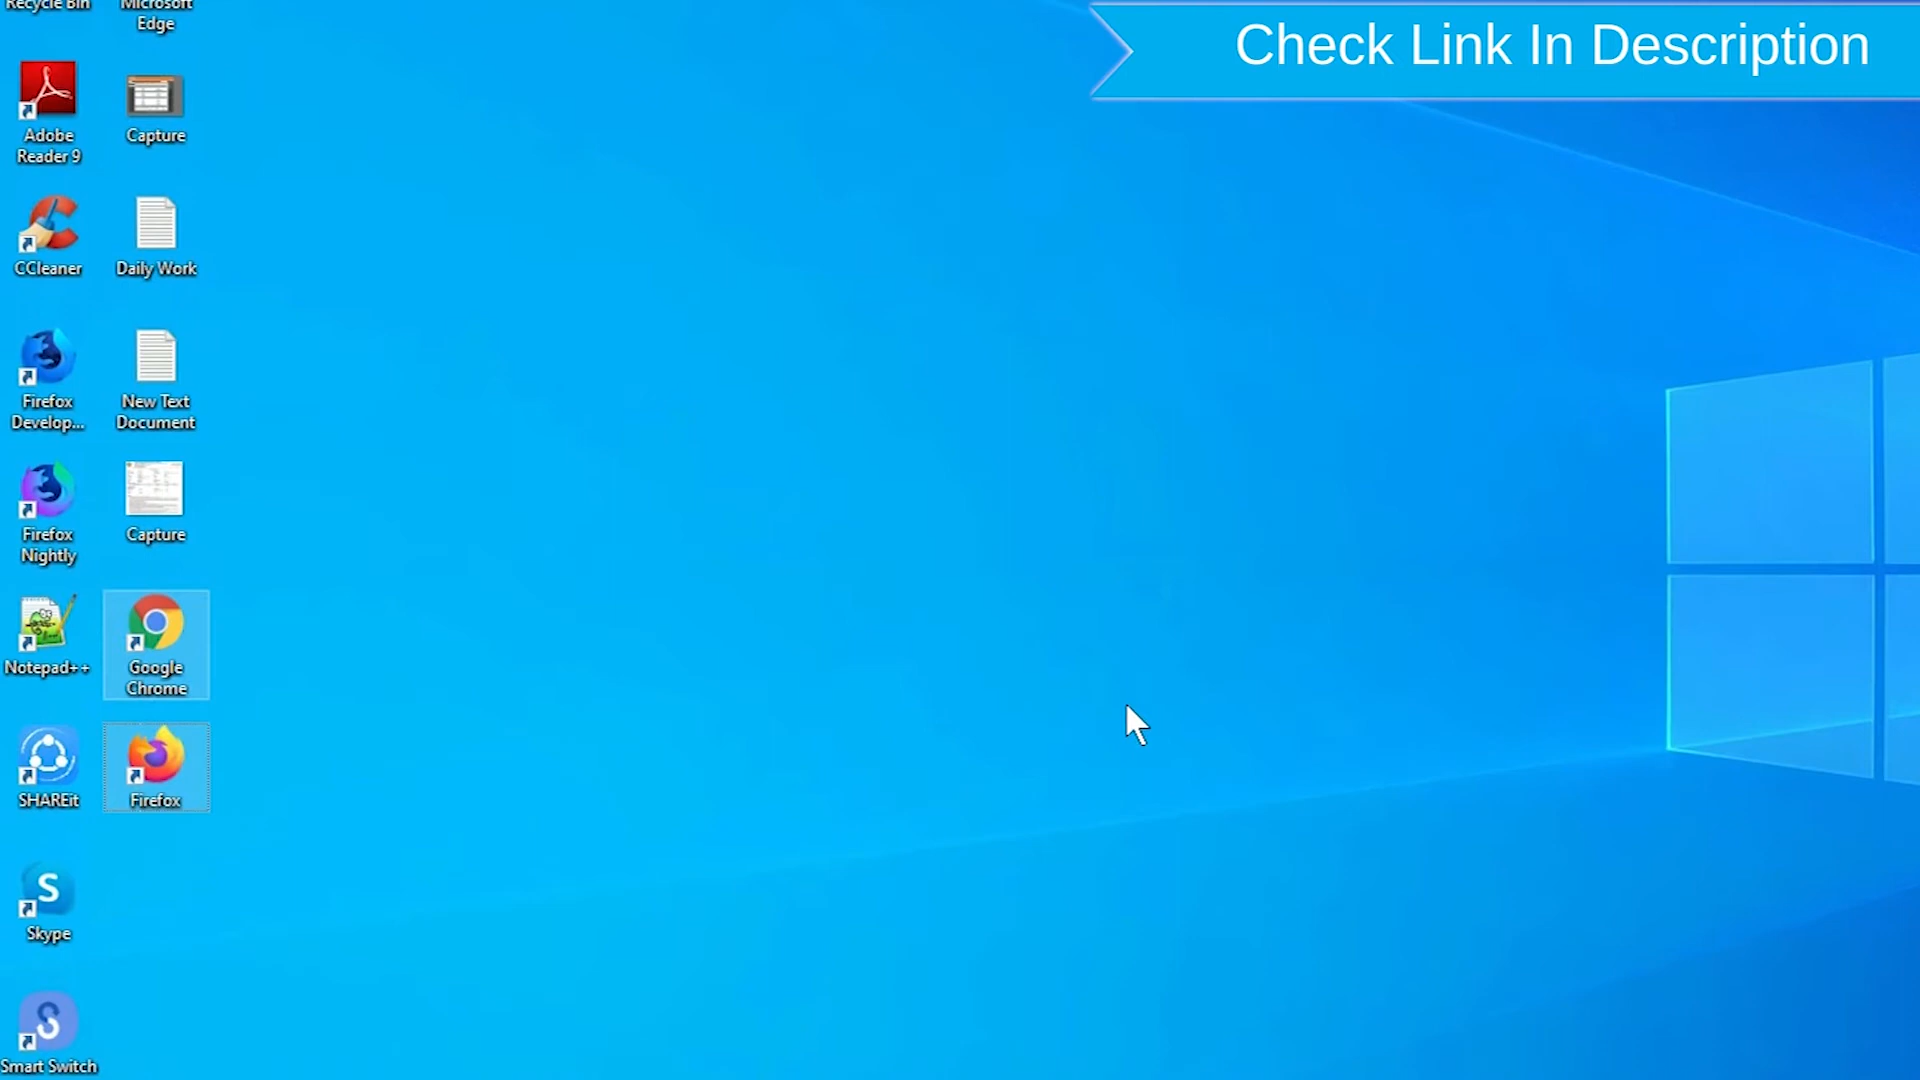 Recycle Bin
Microsoft
Edge
Check Link In Description
Adobe
Reader 9
Capture
CCleaner
Daily Work
Firefox
Develop...
New Text
Document
Firefox
Nightly
Capture
Notepad++
Google
Chrome
SHAREit
Firefox
S
Skype
Smart Switch